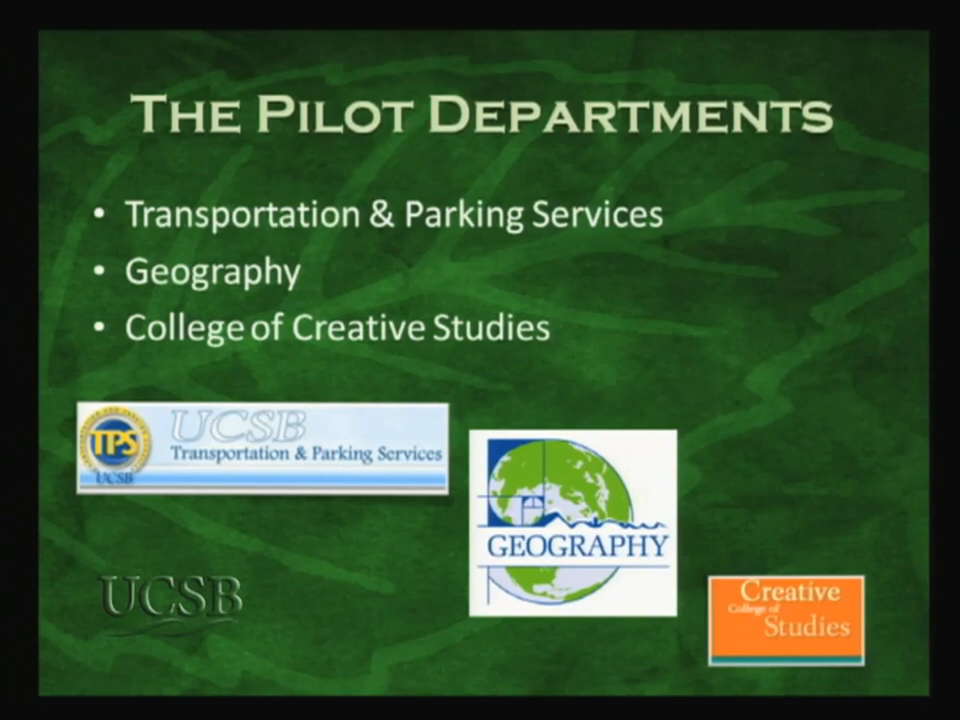 THE PILOT DEPARTMENTS
• Transportation & Parking Services
• Geography
• College of Creative Studies
TPS
UCSB
UCSB
Transportation & Parking Services
GEOGRAPHY
UCSB
Creative
College of
Studies